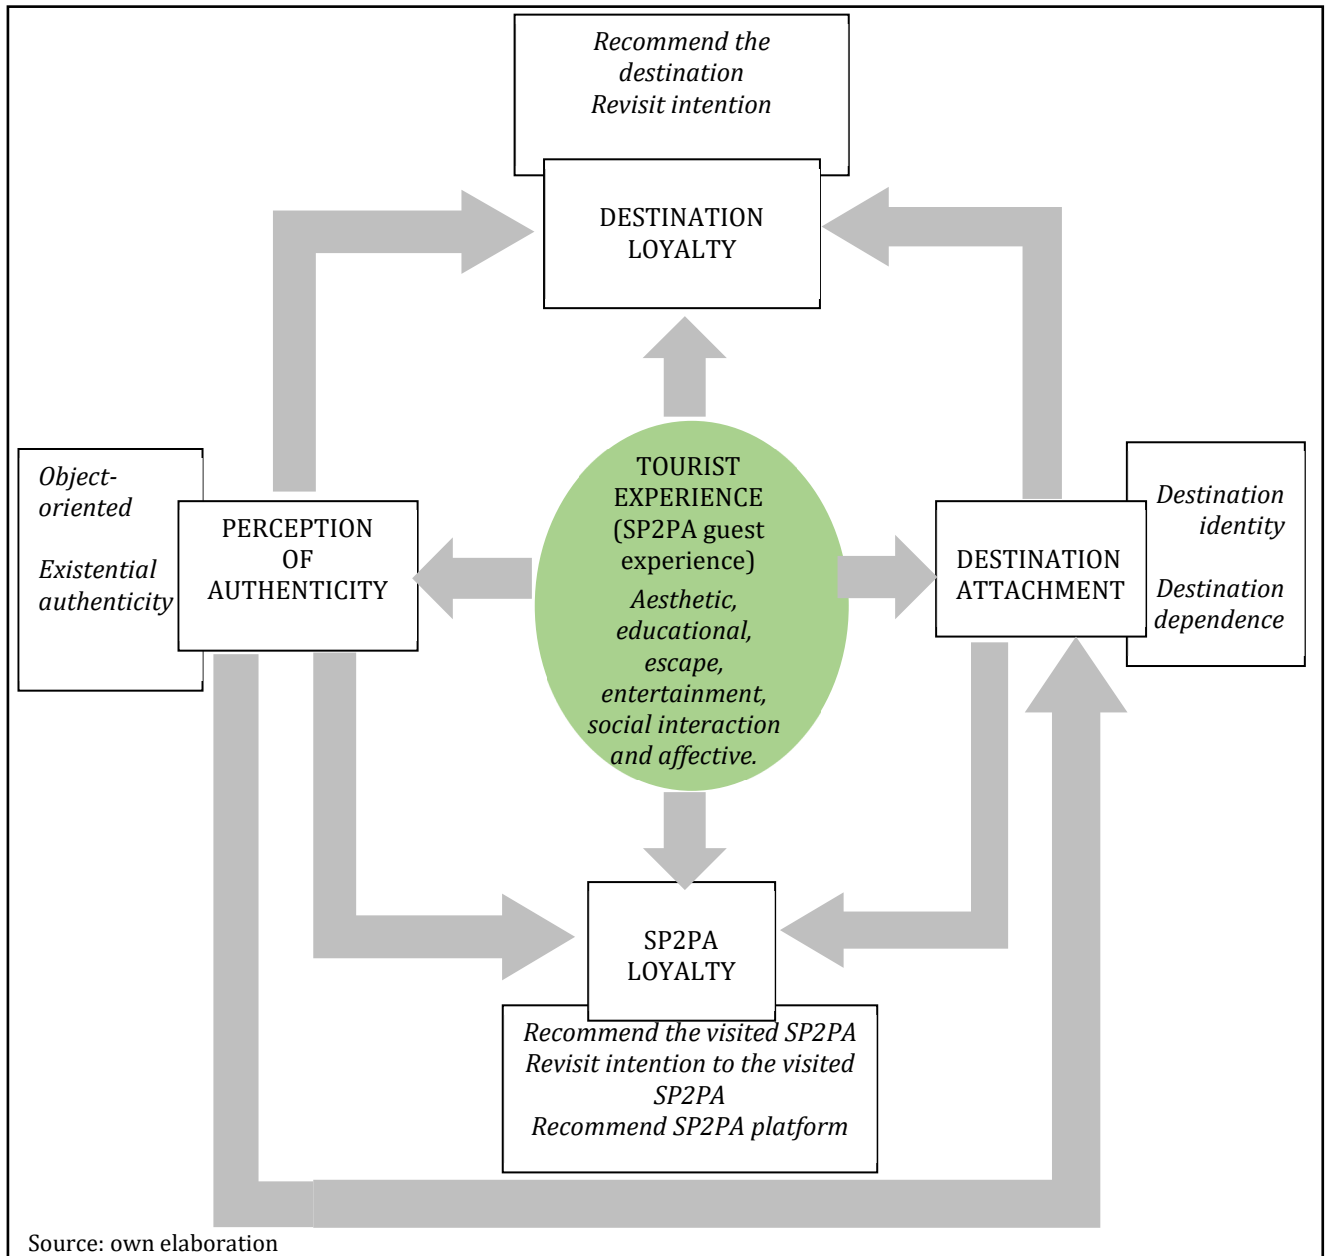 Recommend the
destination
Revisit intention
DESTINATION
LOYALTY
Object-
oriented
Existential
authenticity
PERCEPTION
OF
AUTHENTICITY
TOURIST
EXPERIENCE
(SP2PA guest
experience)
Aesthetic,
educational,
escape,
entertainment,
social interaction
and affective.
DESTINATION
ATTACHMENT
Destination
identity
Destination
dependence
SP2PA
LOYALTY
Recommend the visited SP2PA
Revisit intention to the visited
SP2PA
Recommend SP2PA platform
Source: own elaboration